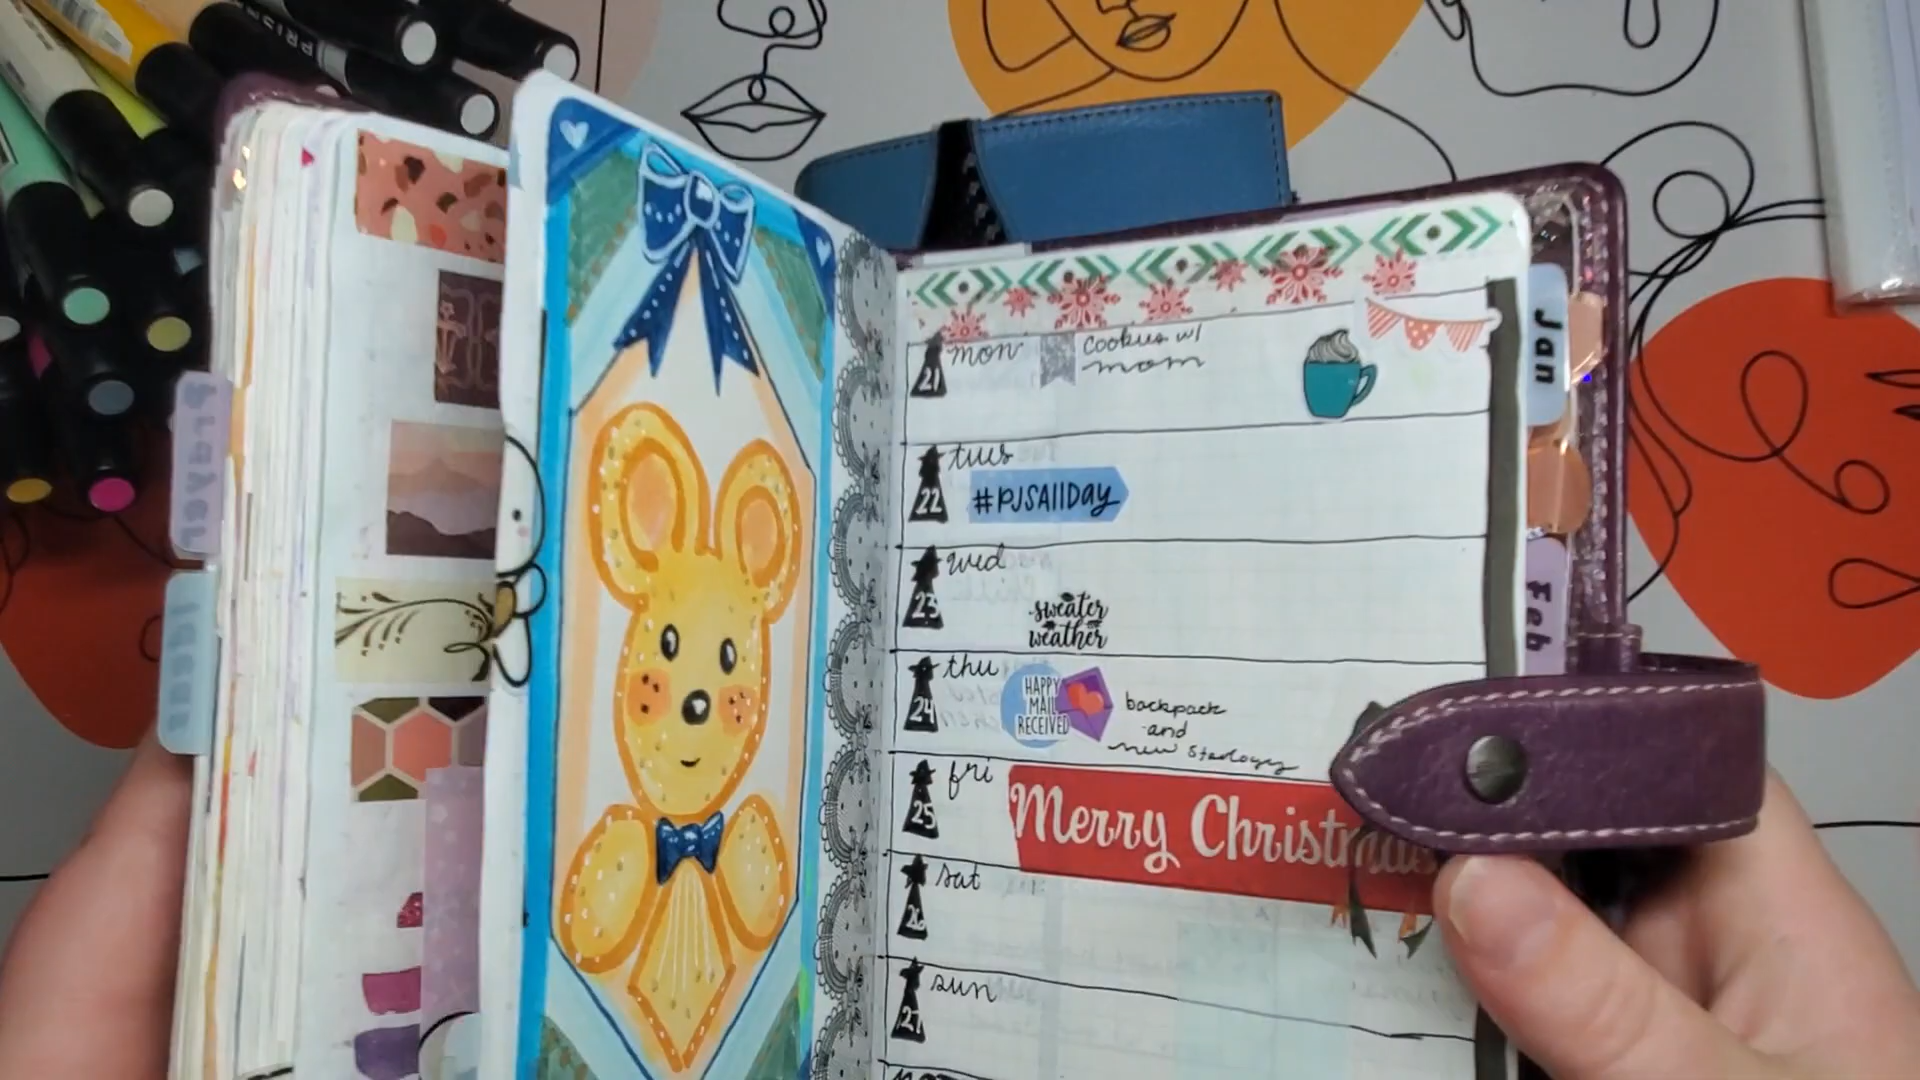 prayer
Jan
Feb
mon
21
cookies w/
mom
tues
22
#PJSAllDay
wed
23
sweater
weather
thu
24
HAPPY
MAIL
RECEIVED
backpack
and
new
fri
25
Merry Christmas
sat
26
sun
27